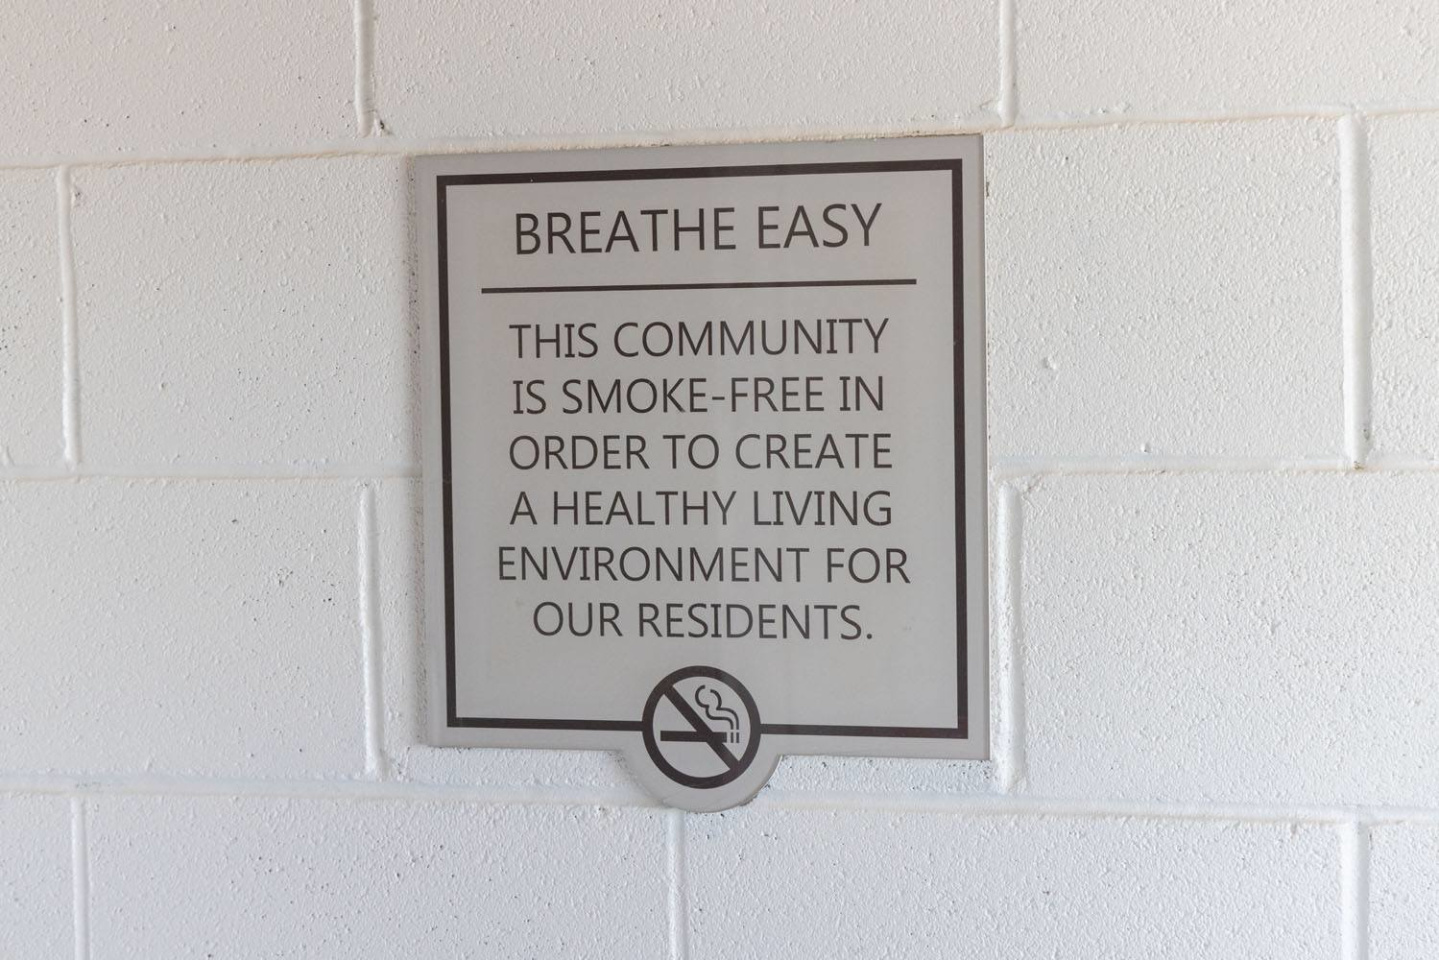 BREATHE EASY
THIS COMMUNITY
IS SMOKE-FREE IN
ORDER TO CREATE
A HEALTHY LIVING
ENVIRONMENT FOR
OUR RESIDENTS.